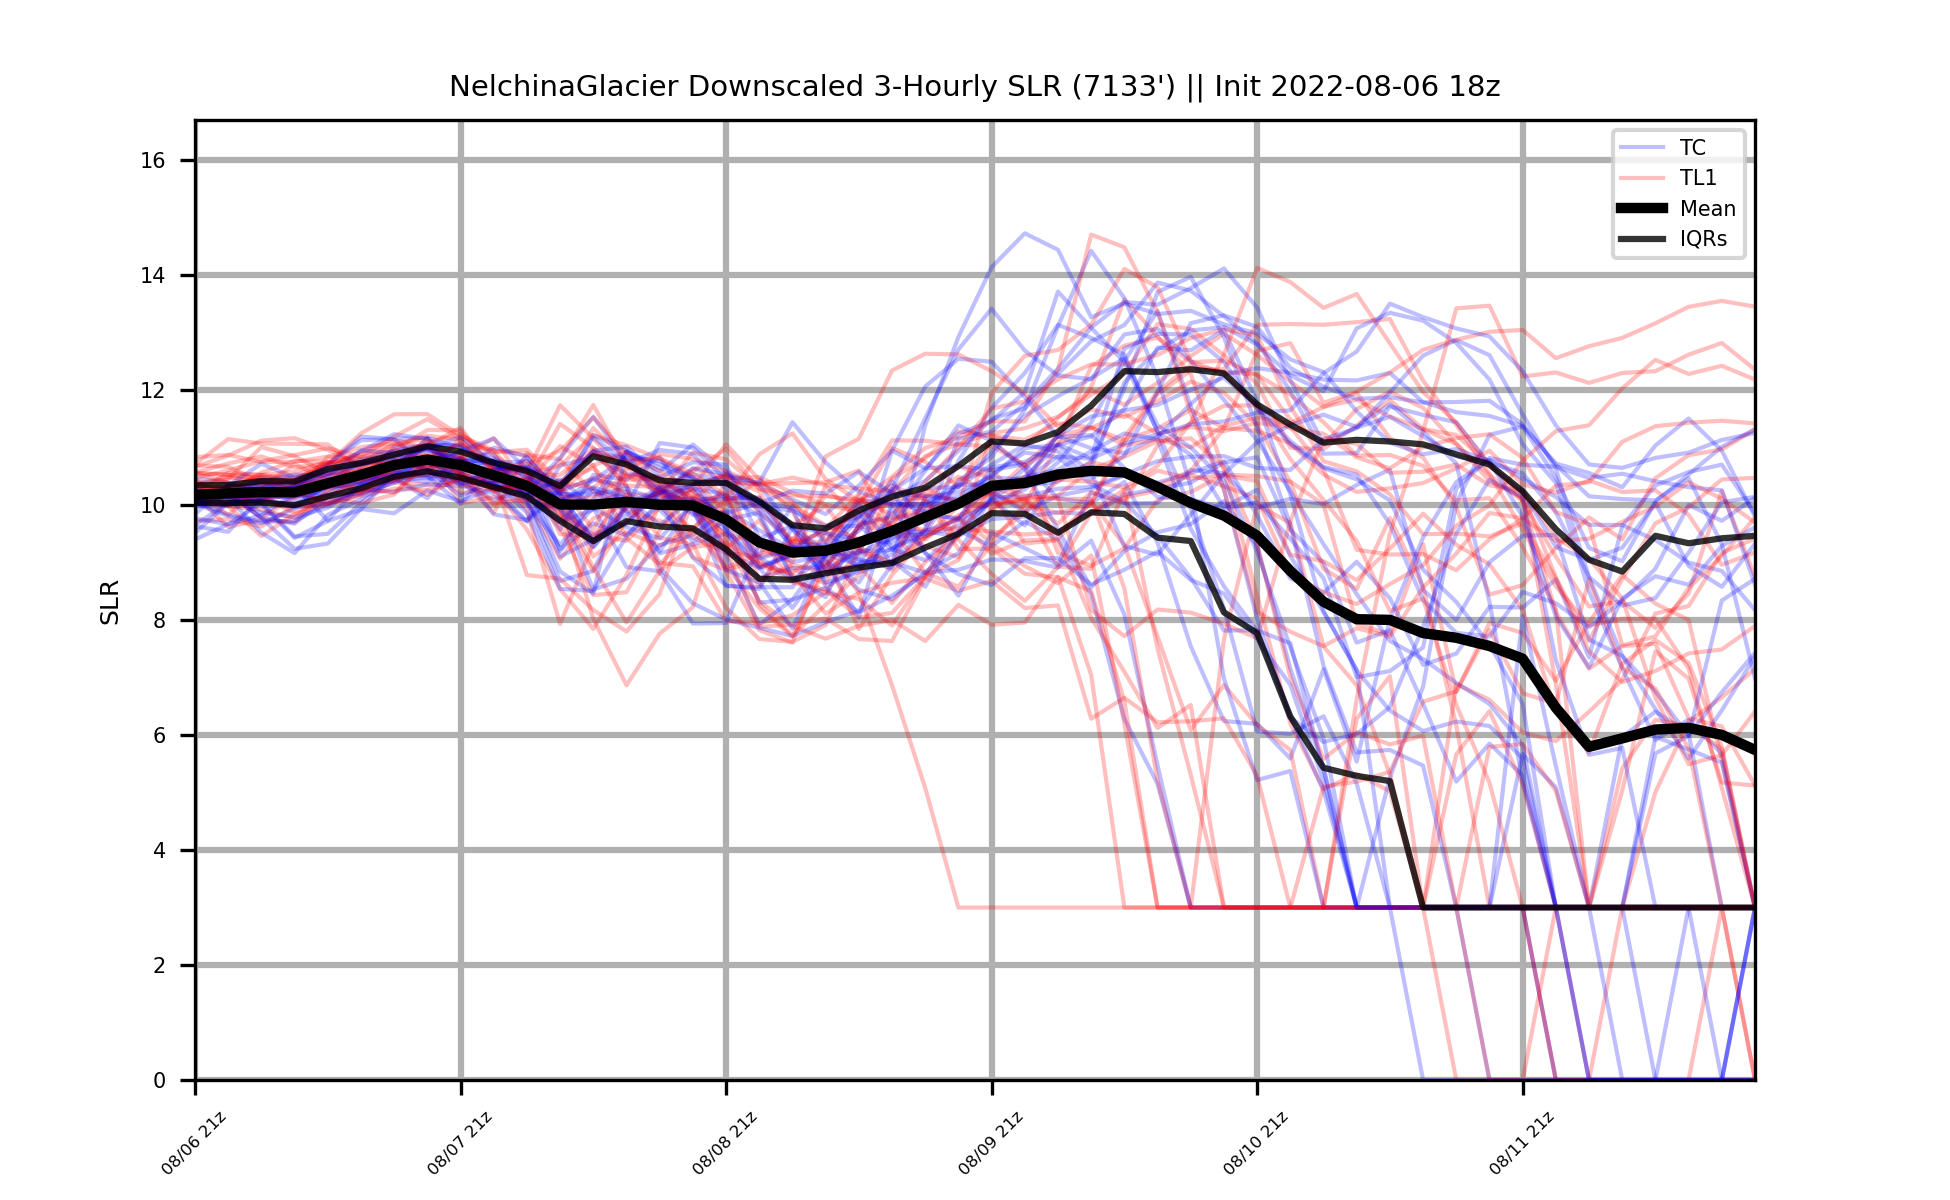 NelchinaGlacier Downscaled 3-Hourly SLR (7133') || Init 2022-08-06 18z
TC
TL1
Mean
IQRs
16
14
12
10
8
6
4
2
0
SLR
08/06 21z
08/07 21z
08/08 21z
08/09 21z
08/10 21z
08/11 21z